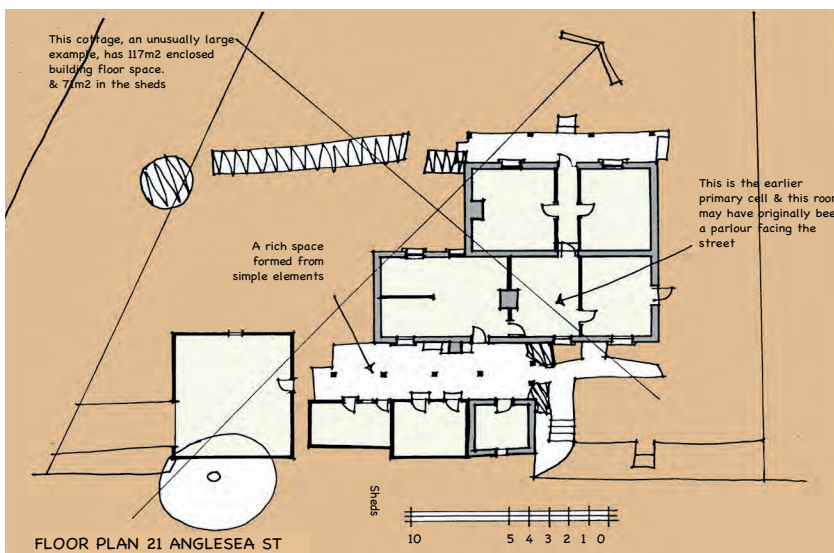 This cottage, an unusually large
example, has 117m2 enclosed
building floor space.
& 71m2 in the sheds
This is the earlier
primary cell & this room
may have originally bee
a parlour facing the
street
A rich space
formed from
simple elements
Sheds
10 5 4 3 2 1 0
FLOOR PLAN 21 ANGLESEA ST